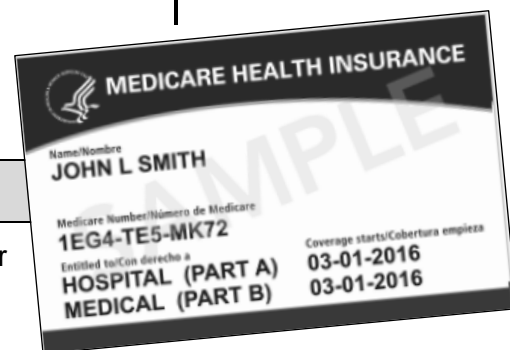 MEDICARE HEALTH INSURANCE
SAMPLE
Name/Nombre
JOHN L SMITH
Medicare Number/Número de Medicare
1EG4-TE5-MK72
Entitled to/Con derecho a
HOSPITAL (PART A)
MEDICAL (PART B)
Coverage starts/Cobertura empieza
03-01-2016
03-01-2016
r